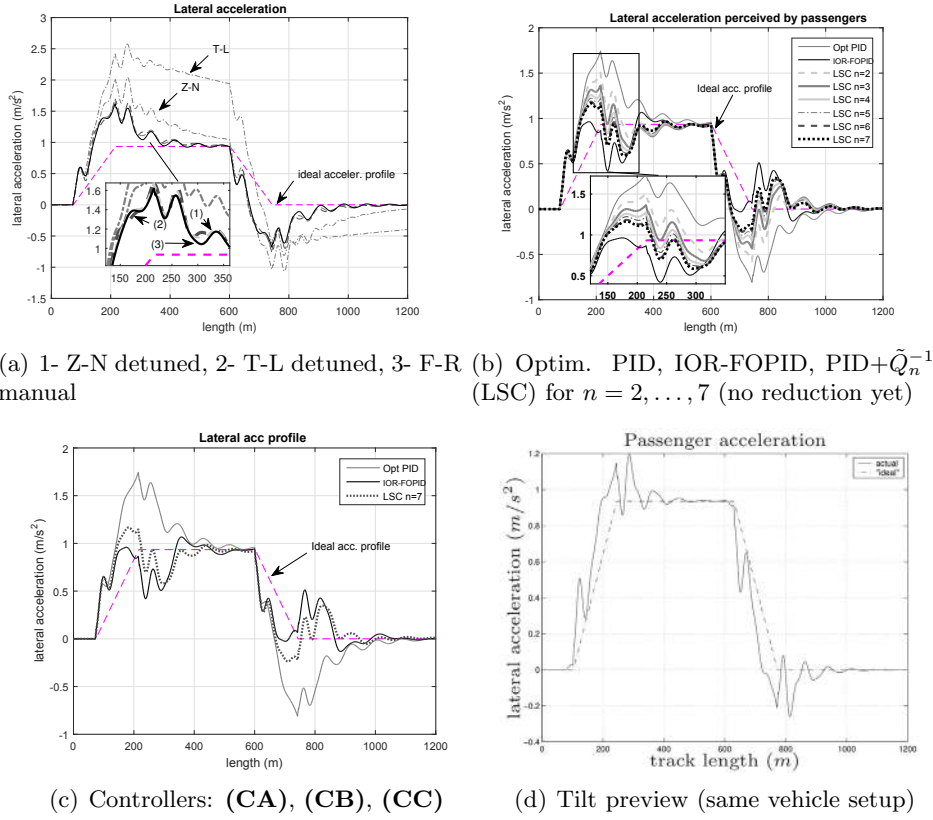 Lateral acceleration
3
2.5
2
1.5
1
0.5
0
-0.5
-1
-1.5
lateral acceleration (m/s²)
T-L
Z-N
ideal acceler. profile
1.6
1.4
1.2
1
(1)
(2)
(3)
150 200 250 300 350
0 200 400 600 800 1000 1200
length (m)
(a) 1- Z-N detuned, 2- T-L detuned, 3- F-R
manual
Lateral acceleration perceived by passengers
2
1.5
1
0.5
0
-0.5
-1
lateral acceleration (m/s²)
Opt PID
IOR-FOPID
LSC n=2
LSC n=3
LSC n=4
LSC n=5
LSC n=6
LSC n=7
Ideal acc. profile
1.5
1
0.5
150 200 250 300
0 200 400 600 800 1000 1200
length (m)
(b) Optim. PID, IOR-FOPID, PID+Q̃ₙ⁻¹
(LSC) for n = 2, . . . , 7 (no reduction yet)
Lateral acc profile
2
1.5
1
0.5
0
-0.5
-1
lateral acceleration (m/s²)
Opt PID
IOR-FOPID
LSC n=7
Ideal acc. profile
0 200 400 600 800 1000 1200
length (m)
(c) Controllers: (CA), (CB), (CC)
Passenger acceleration
1.2
1
0.8
0.6
0.4
0.2
0
-0.2
-0.4
lateral acceleration (m/s²)
actual
"ideal"
0 200 400 600 800 1000 1200
track length (m)
(d) Tilt preview (same vehicle setup)